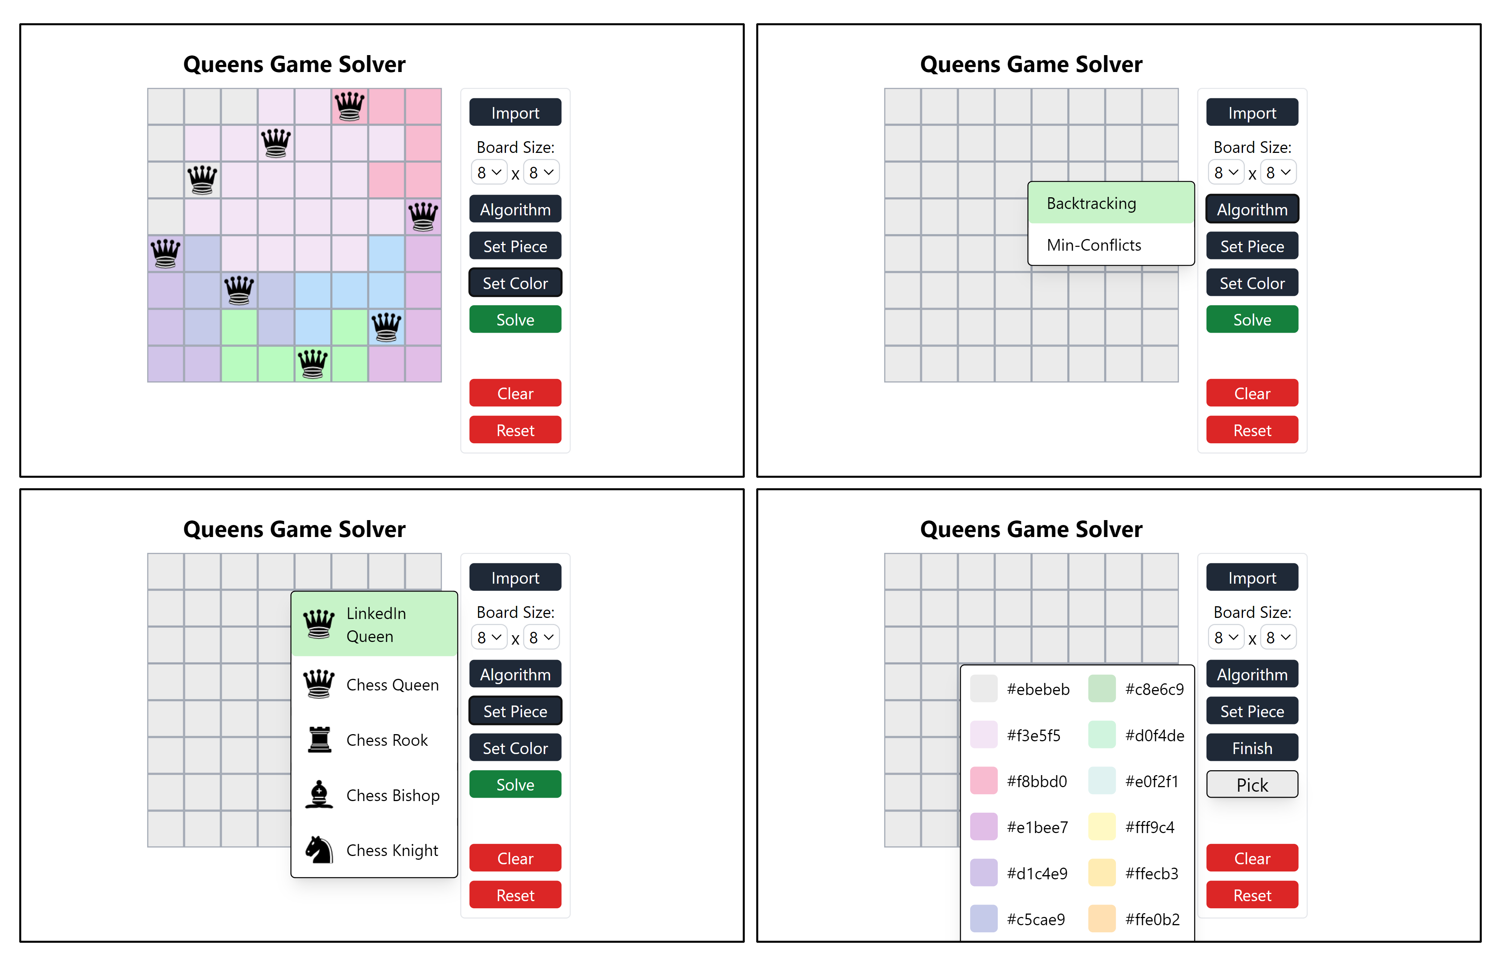 Queens Game Solver
Import
Board Size:
8 x 8
Algorithm
Set Piece
Set Color
Solve
Clear
Reset
Queens Game Solver
Import
Board Size:
8 x 8
Backtracking
Min-Conflicts
Algorithm
Set Piece
Set Color
Solve
Clear
Reset
Queens Game Solver
LinkedIn
Queen
Chess Queen
Chess Rook
Chess Bishop
Chess Knight
Import
Board Size:
8 x 8
Algorithm
Set Piece
Set Color
Solve
Clear
Reset
Queens Game Solver
#ebebeb #c8e6c9
#f3e5f5 #d0f4de
#f8bbd0 #e0f2f1
#e1bee7 #fff9c4
#d1c4e9 #ffecb3
#c5cae9 #ffe0b2
Import
Board Size:
8 x 8
Algorithm
Set Piece
Finish
Pick
Clear
Reset